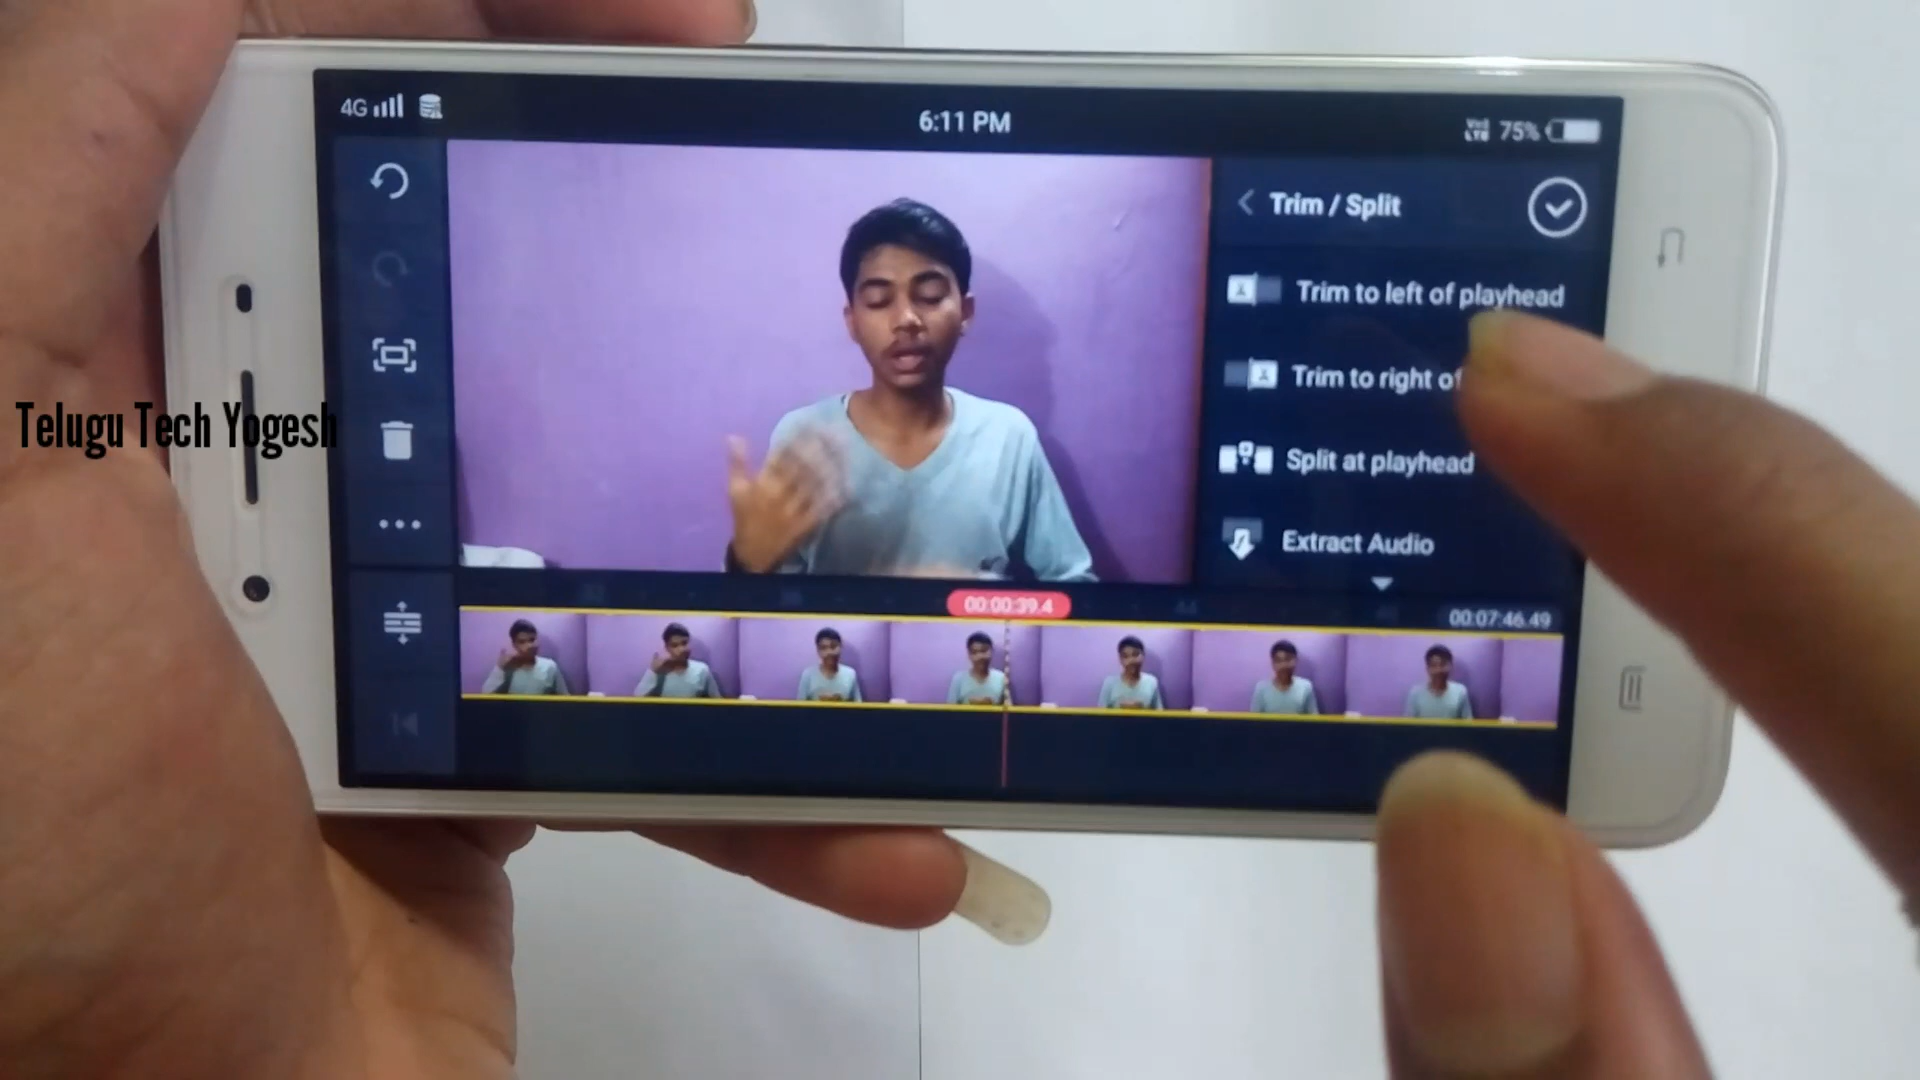 4G
6:11 PM
VoLTE 75%
Trim / Split
Trim to left of playhead
Trim to right of
Telugu Tech Yogesh
Split at playhead
Extract Audio
00:00:39.4
00:07:46.49